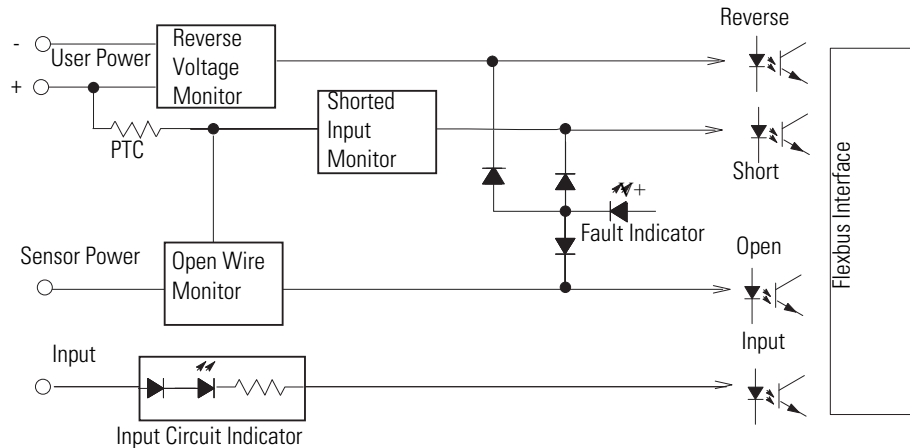 Reverse
-
User Power
Reverse
Voltage
Monitor
+
PTC
Shorted
Input
Monitor
Short
+
Fault Indicator
Sensor Power
Open Wire
Monitor
Open
Input
Input
Input Circuit Indicator
Flexbus Interface